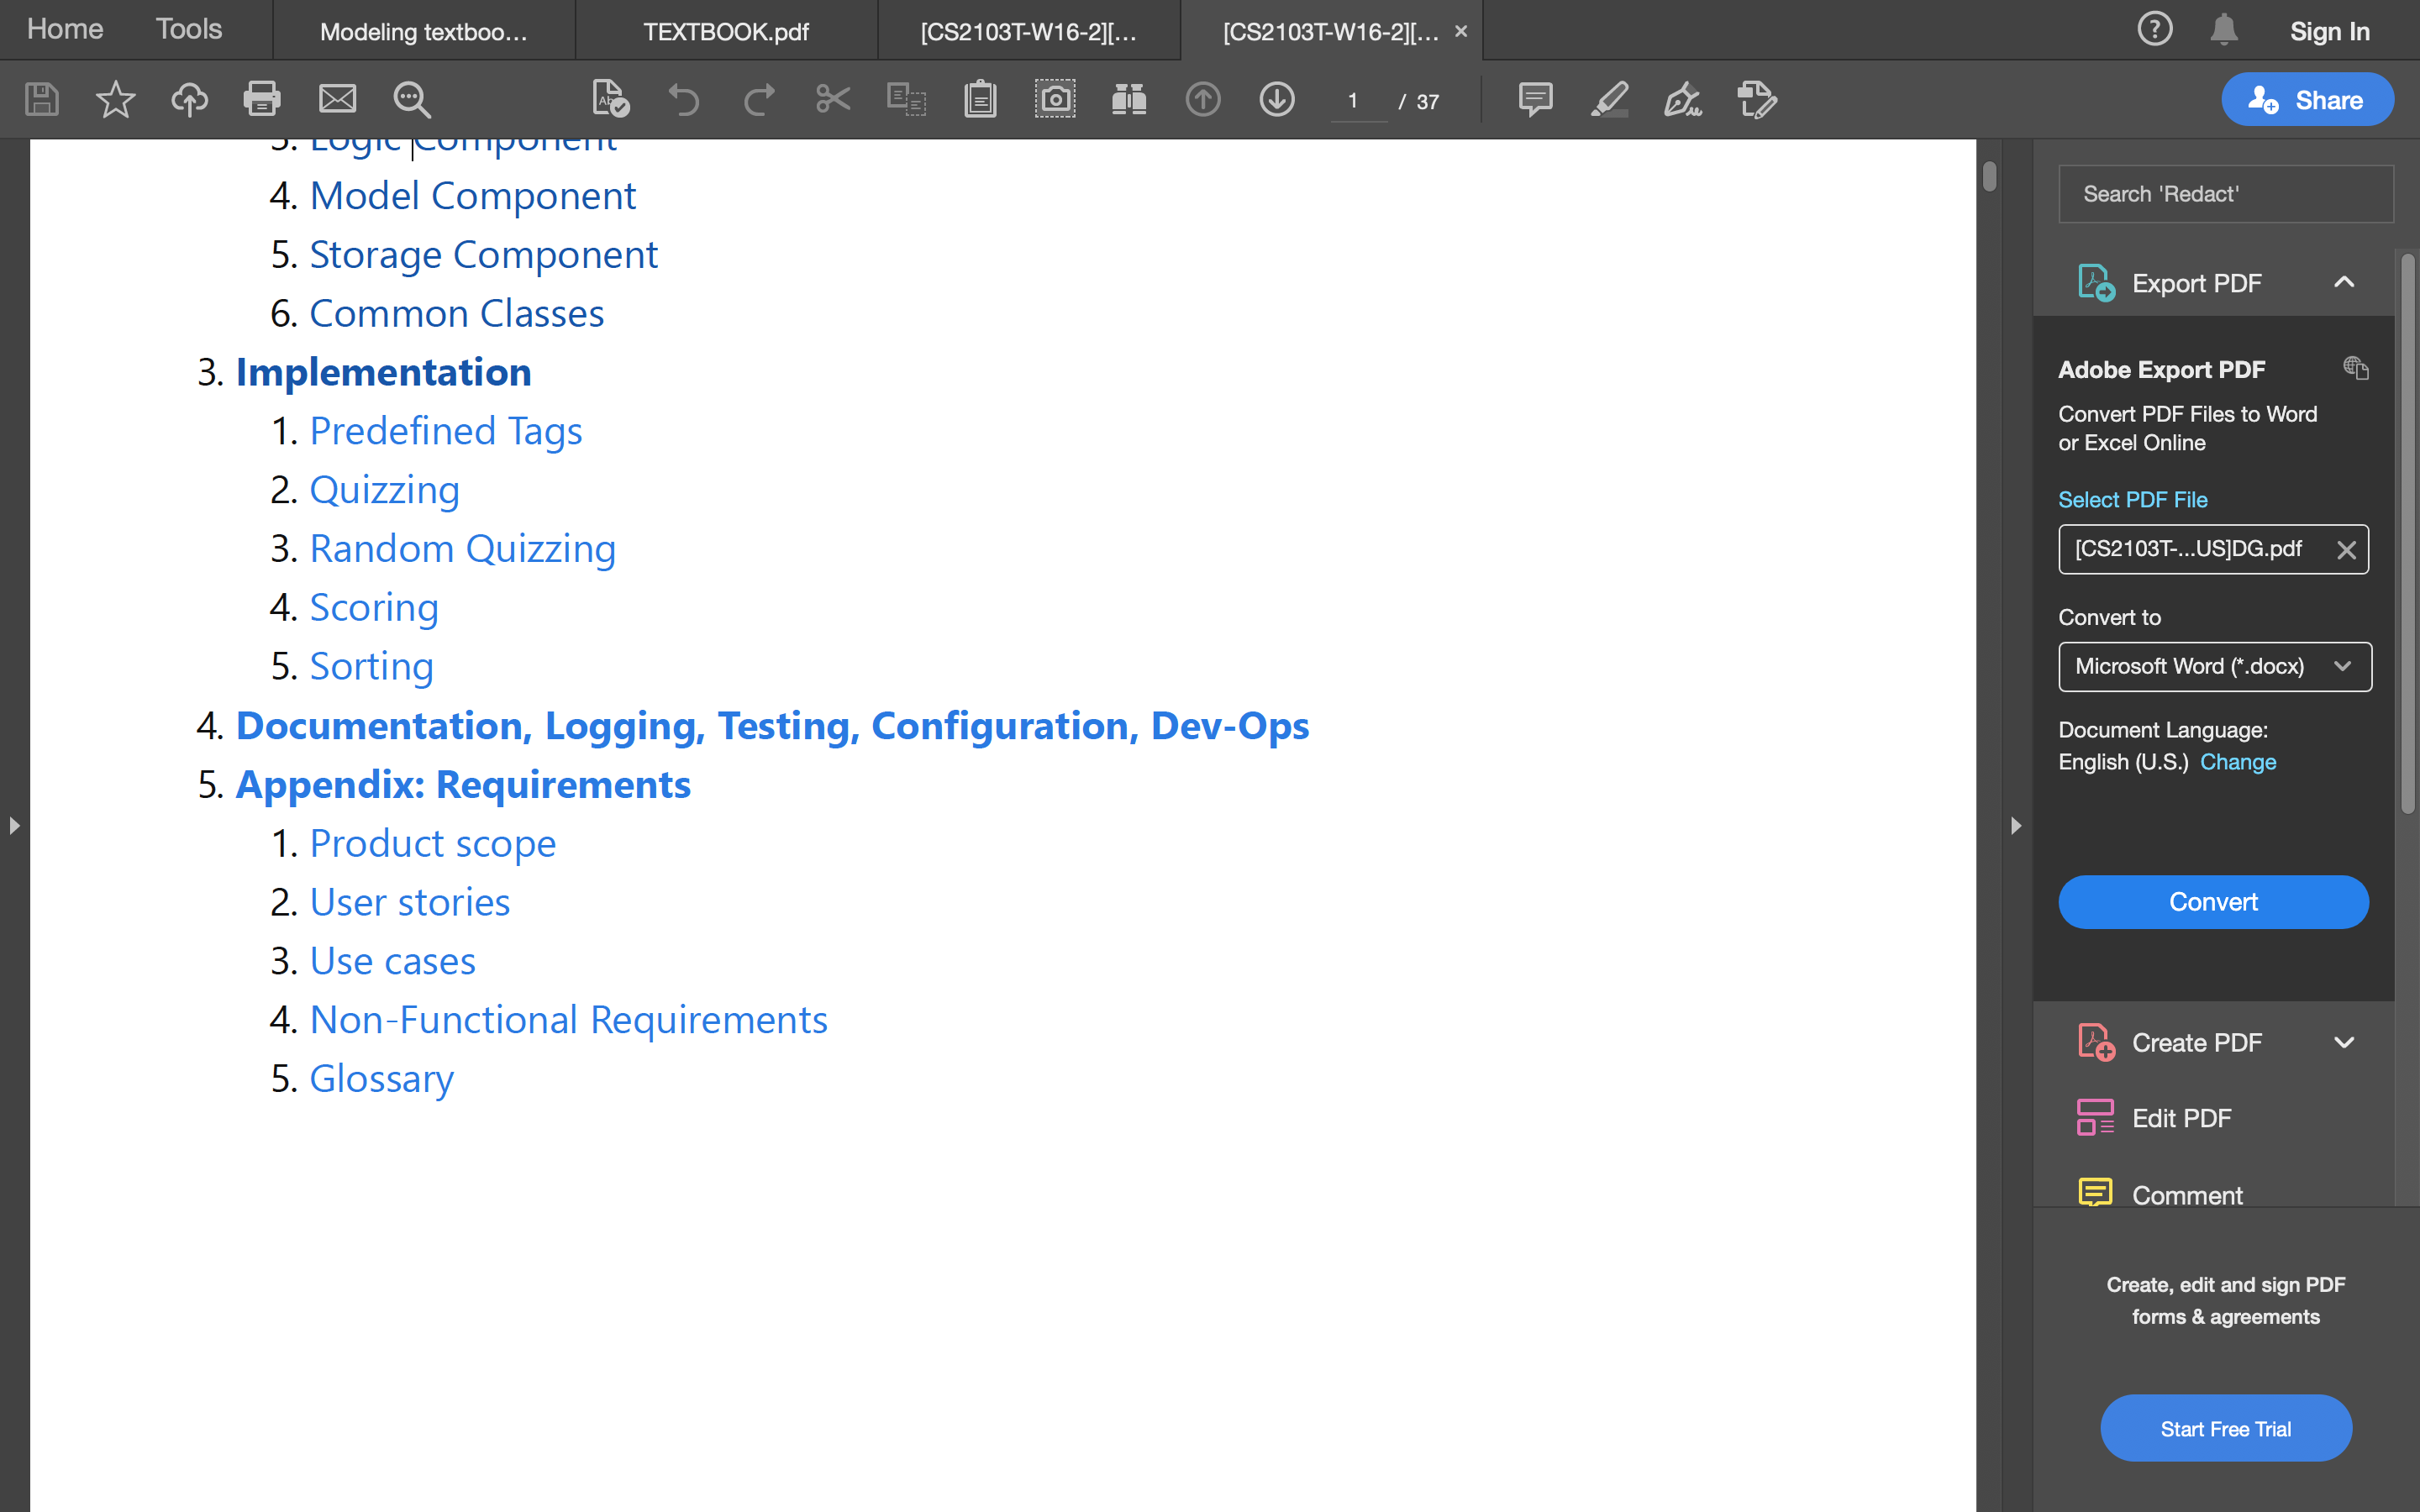 Home Tools Modeling textboo... TEXTBOOK.pdf [CS2103T-W16-2][... [CS2103T-W16-2][... × ? Sign In
1 / 37 Share
3. Logic Component
4. Model Component
5. Storage Component
6. Common Classes
3. Implementation
1. Predefined Tags
2. Quizzing
3. Random Quizzing
4. Scoring
5. Sorting
4. Documentation, Logging, Testing, Configuration, Dev-Ops
5. Appendix: Requirements
1. Product scope
2. User stories
3. Use cases
4. Non-Functional Requirements
5. Glossary
Search 'Redact'
Export PDF
Adobe Export PDF
Convert PDF Files to Word
or Excel Online
Select PDF File
[CS2103T-...US]DG.pdf
Convert to
Microsoft Word (*.docx)
Document Language:
English (U.S.) Change
Convert
Create PDF
Edit PDF
Comment
Create, edit and sign PDF
forms & agreements
Start Free Trial